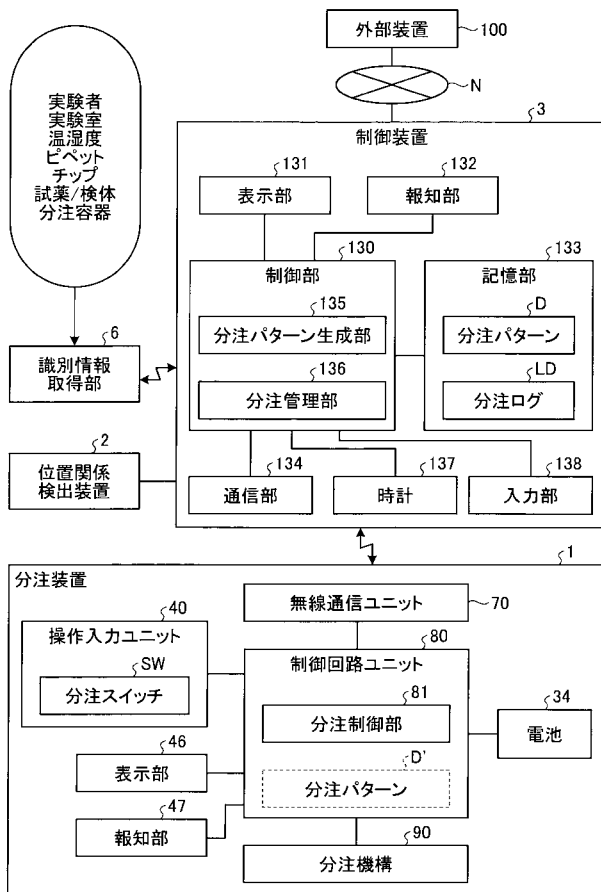 外部装置
100
N
実験者
実験室
温湿度
ピペット
チップ
試薬/検体
分注容器
3
制御装置
131
表示部
132
報知部
130
制御部
135
分注パターン生成部
136
分注管理部
133
記憶部
D
分注パターン
LD
分注ログ
6
識別情報
取得部
2
位置関係
検出装置
134
通信部
137
時計
138
入力部
1
分注装置
無線通信ユニット
70
40
操作入力ユニット
SW
分注スイッチ
80
制御回路ユニット
81
分注制御部
D'
分注パターン
34
電池
46
表示部
47
報知部
90
分注機構